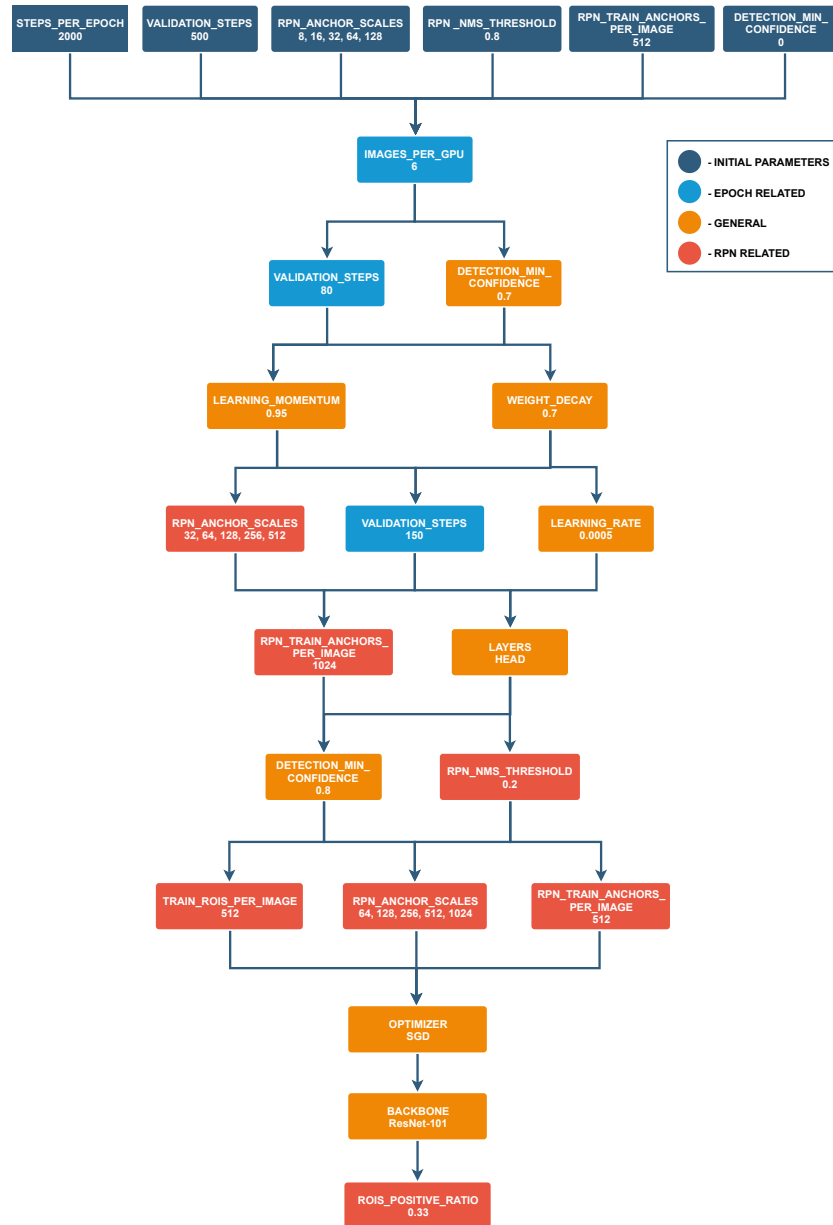 STEPS_PER_EPOCH
2000
VALIDATION_STEPS
500
RPN_ANCHOR_SCALES
8, 16, 32, 64, 128
RPN_NMS_THRESHOLD
0.8
RPN_TRAIN_ANCHORS_
PER_IMAGE
512
DETECTION_MIN_
CONFIDENCE
0
IMAGES_PER_GPU
6
- INITIAL PARAMETERS
- EPOCH RELATED
- GENERAL
- RPN RELATED
VALIDATION_STEPS
80
DETECTION_MIN_
CONFIDENCE
0.7
LEARNING_MOMENTUM
0.95
WEIGHT_DECAY
0.7
RPN_ANCHOR_SCALES
32, 64, 128, 256, 512
VALIDATION_STEPS
150
LEARNING_RATE
0.0005
RPN_TRAIN_ANCHORS_
PER_IMAGE
1024
LAYERS
HEAD
DETECTION_MIN_
CONFIDENCE
0.8
RPN_NMS_THRESHOLD
0.2
TRAIN_ROIS_PER_IMAGE
512
RPN_ANCHOR_SCALES
64, 128, 256, 512, 1024
RPN_TRAIN_ANCHORS_
PER_IMAGE
512
OPTIMIZER
SGD
BACKBONE
ResNet-101
ROIS_POSITIVE_RATIO
0.33